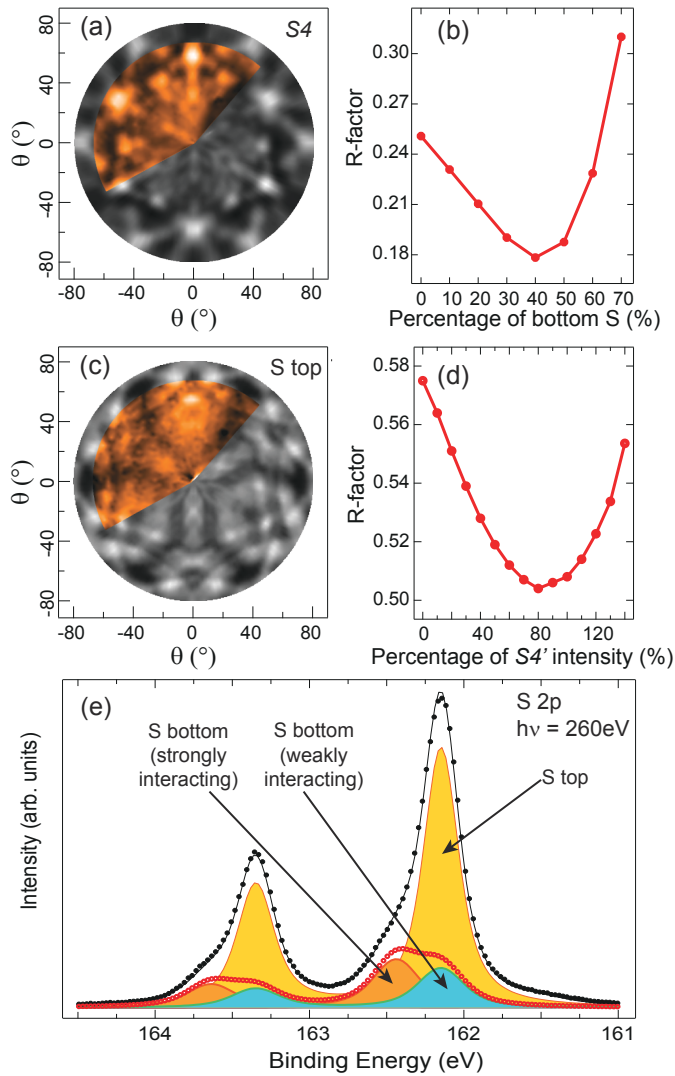 (a)
S4
80
40
0
-40
-80
θ (°)
-80
-40
0
40
80
θ (°)
(b)
0.30
0.27
0.24
0.21
0.18
R-factor
0 10 20 30 40 50 60 70
Percentage of bottom S (%)
(c)
S top
80
40
0
-40
-80
θ (°)
-80
-40
0
40
80
θ (°)
(d)
0.58
0.56
0.54
0.52
0.50
R-factor
0
40
80
120
Percentage of S4' intensity (%)
(e)
S 2p
hν = 260eV
S bottom
(strongly
interacting)
S bottom
(weakly
interacting)
S top
Intensity (arb. units)
164
163
162
161
Binding Energy (eV)